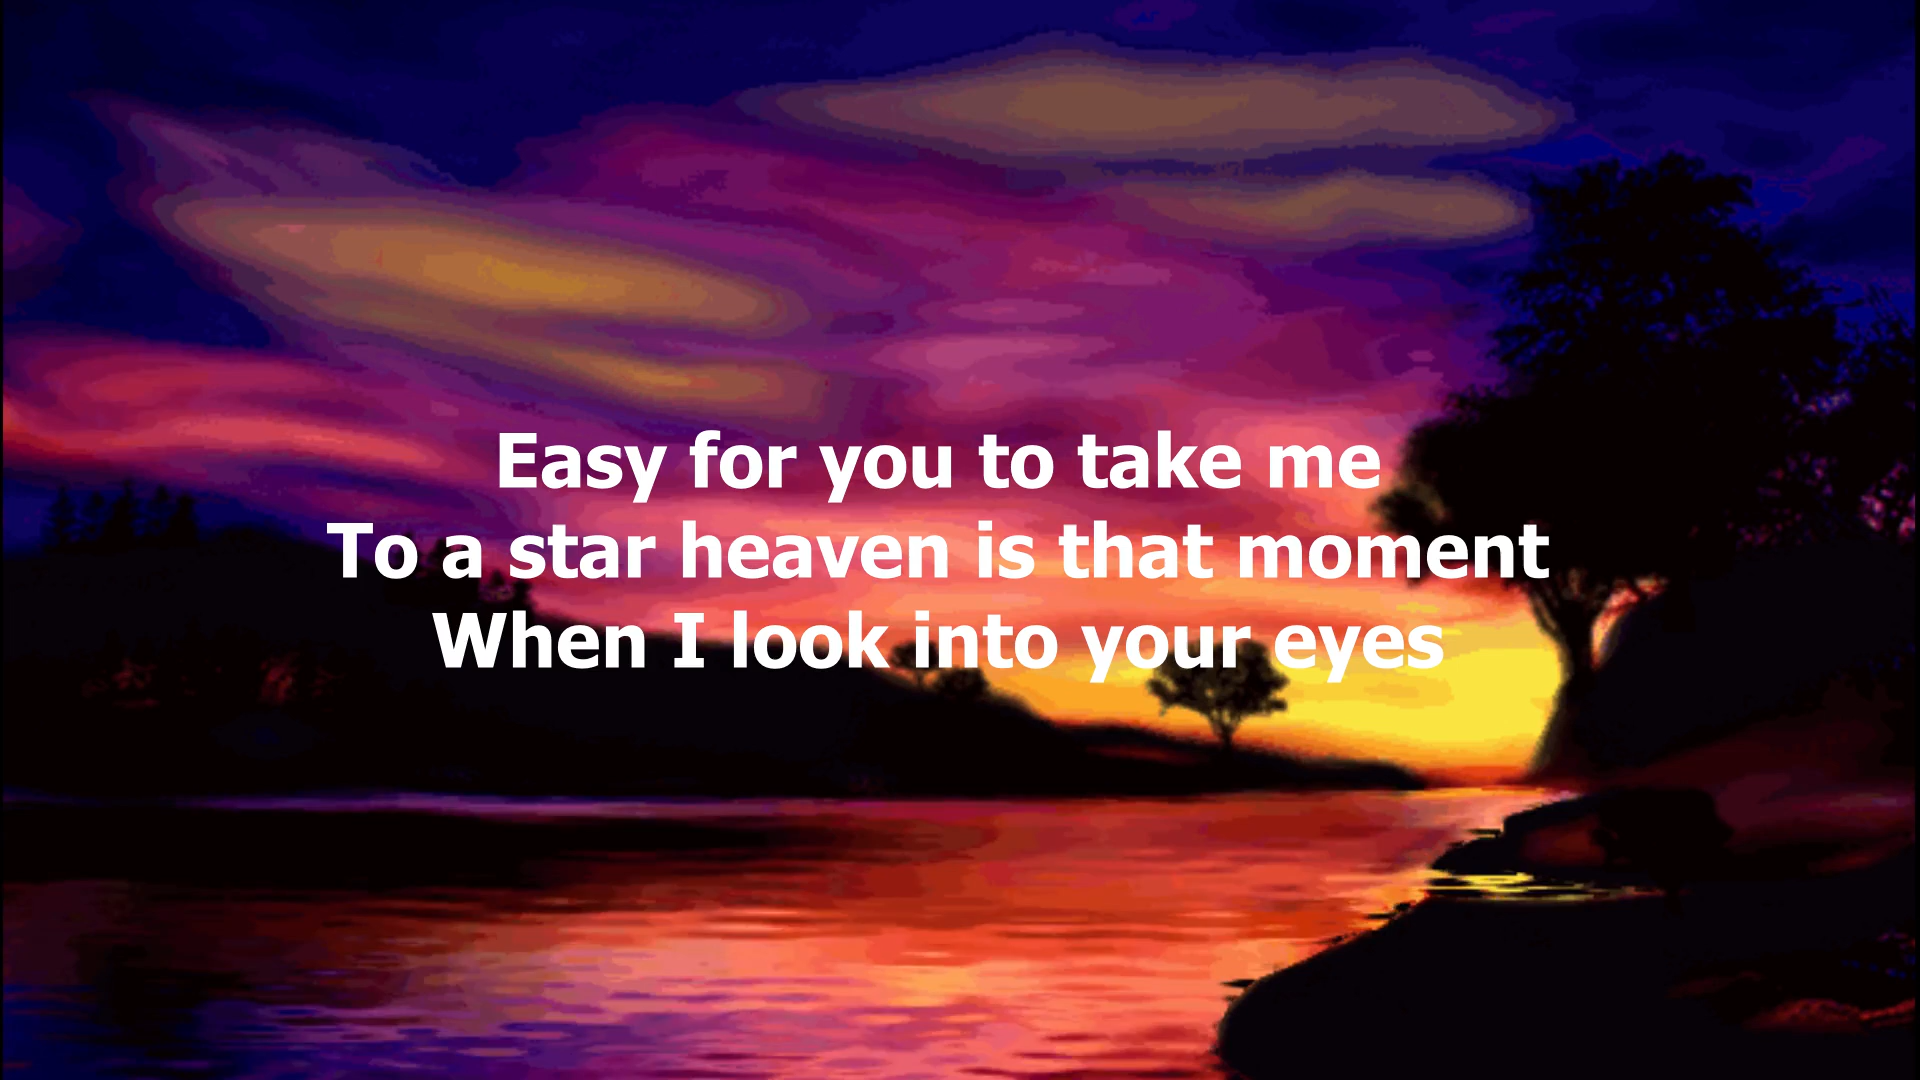 Easy for you to take me
To a star heaven is that moment
When I look into your eyes